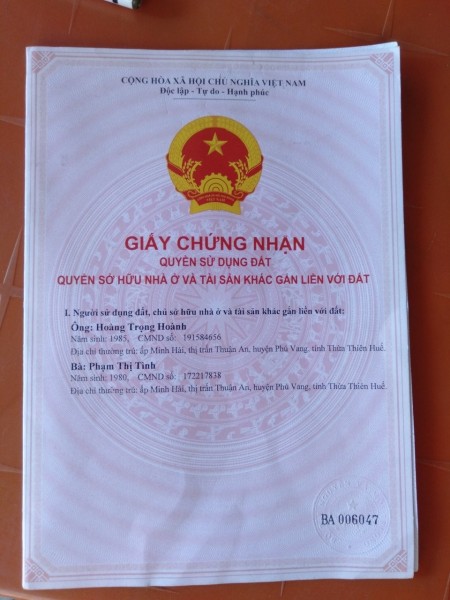 CỘNG HÒA XÃ HỘI CHỦ NGHĨA VIỆT NAM
Độc lập - Tự do - Hạnh phúc
GIẤY CHỨNG NHẬN
QUYỀN SỬ DỤNG ĐẤT
QUYỀN SỞ HỮU NHÀ Ở VÀ TÀI SẢN KHÁC GẮN LIỀN VỚI ĐẤT
I. Người sử dụng đất, chủ sở hữu nhà ở và tài sản khác gắn liền với đất:
Ông: Hoàng Trọng Hoành
Năm sinh: 1985, CMND số: 191584656
Địa chỉ thường trú: ấp Minh Hải, thị trấn Thuận An, huyện Phú Vang, tỉnh Thừa Thiên Huế.
Bà: Phạm Thị Tình
Năm sinh: 1980, CMND số: 172217838
Địa chỉ thường trú: ấp Minh Hải, thị trấn Thuận An, huyện Phú Vang, tỉnh Thừa Thiên Huế.
BA 006047